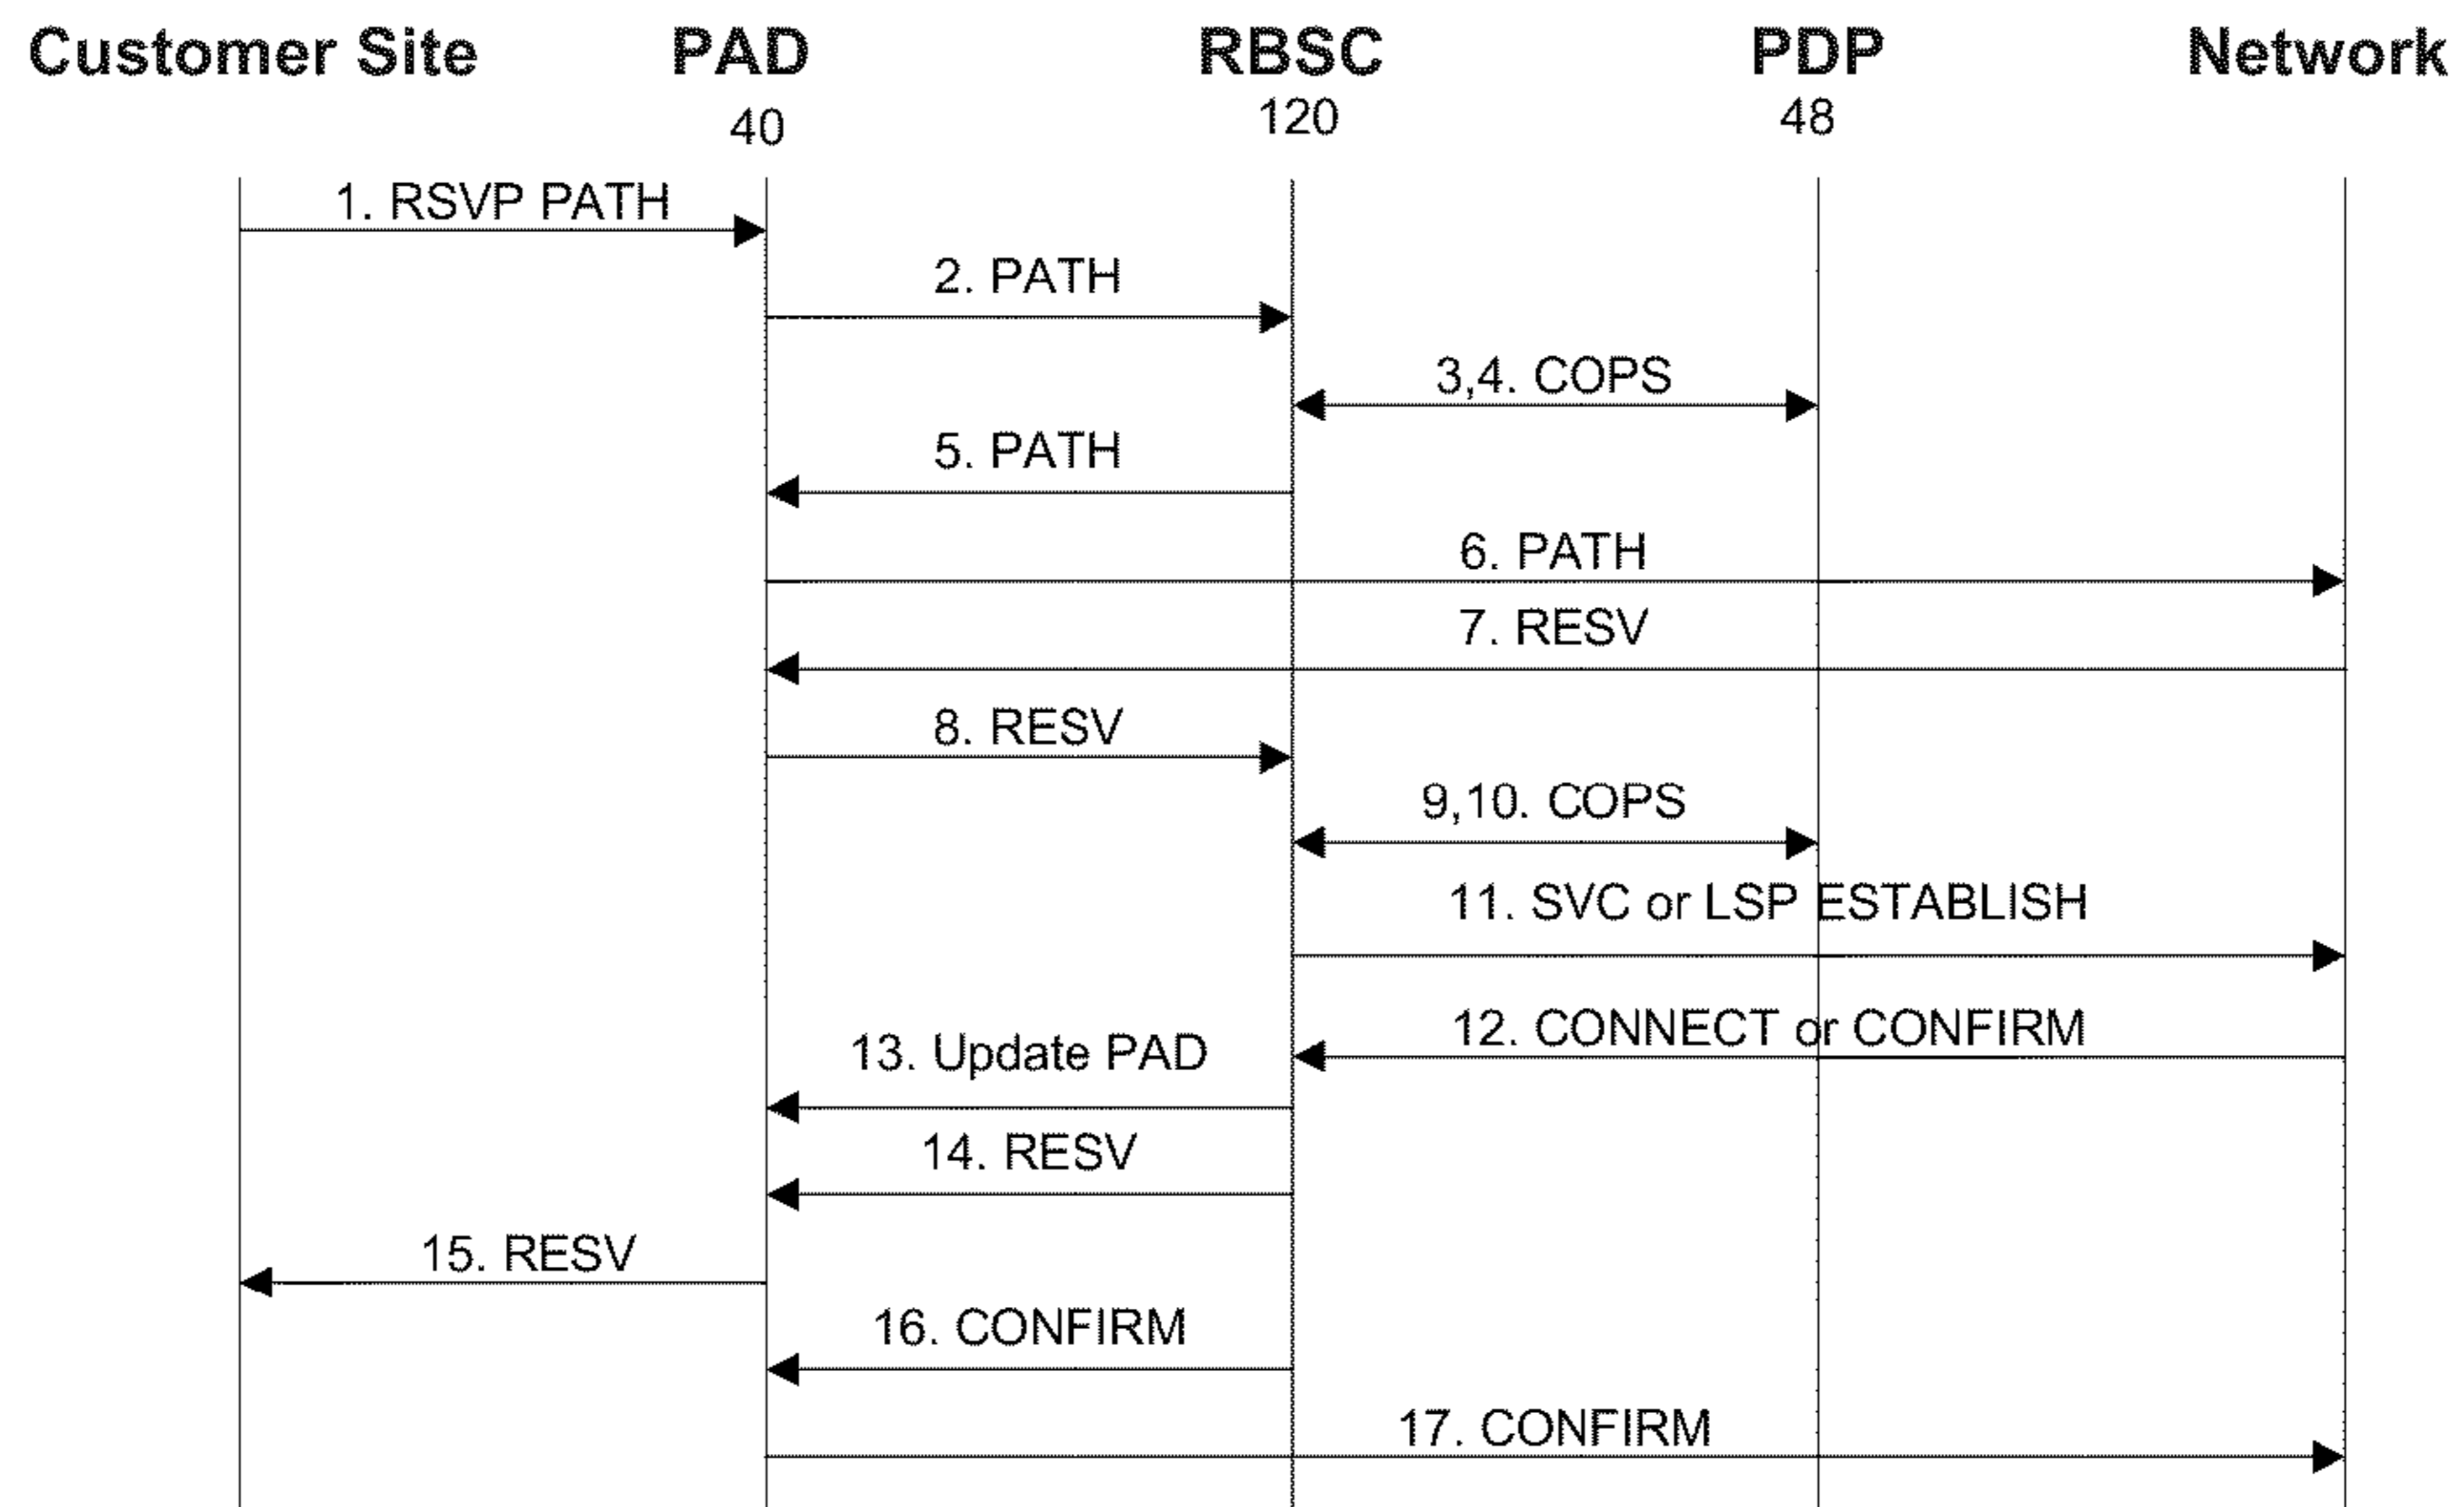 Customer Site PAD RBSC PDP Network
40 120 48
1. RSVP PATH
2. PATH
3,4. COPS
5. PATH
6. PATH
7. RESV
8. RESV
9,10. COPS
11. SVC or LSP ESTABLISH
12. CONNECT or CONFIRM
13. Update PAD
14. RESV
15. RESV
16. CONFIRM
17. CONFIRM